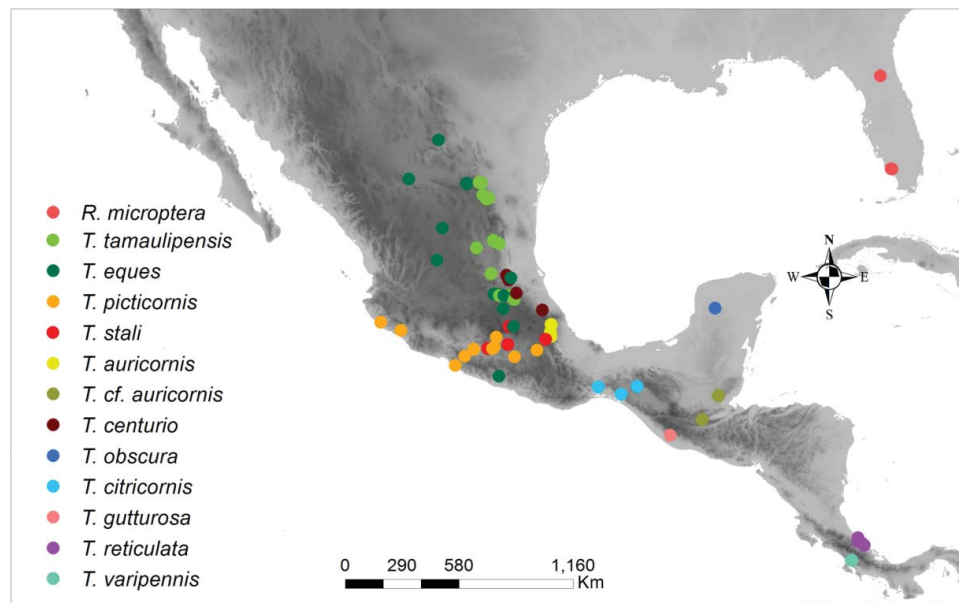 R. microptera
T. tamaulipensis
T. eques
T. picticornis
T. stali
T. auricornis
T. cf. auricornis
T. centurio
T. obscura
T. citricornis
T. gutturosa
T. reticulata
T. varipennis
N
W E
S
0 290 580 1,160
Km